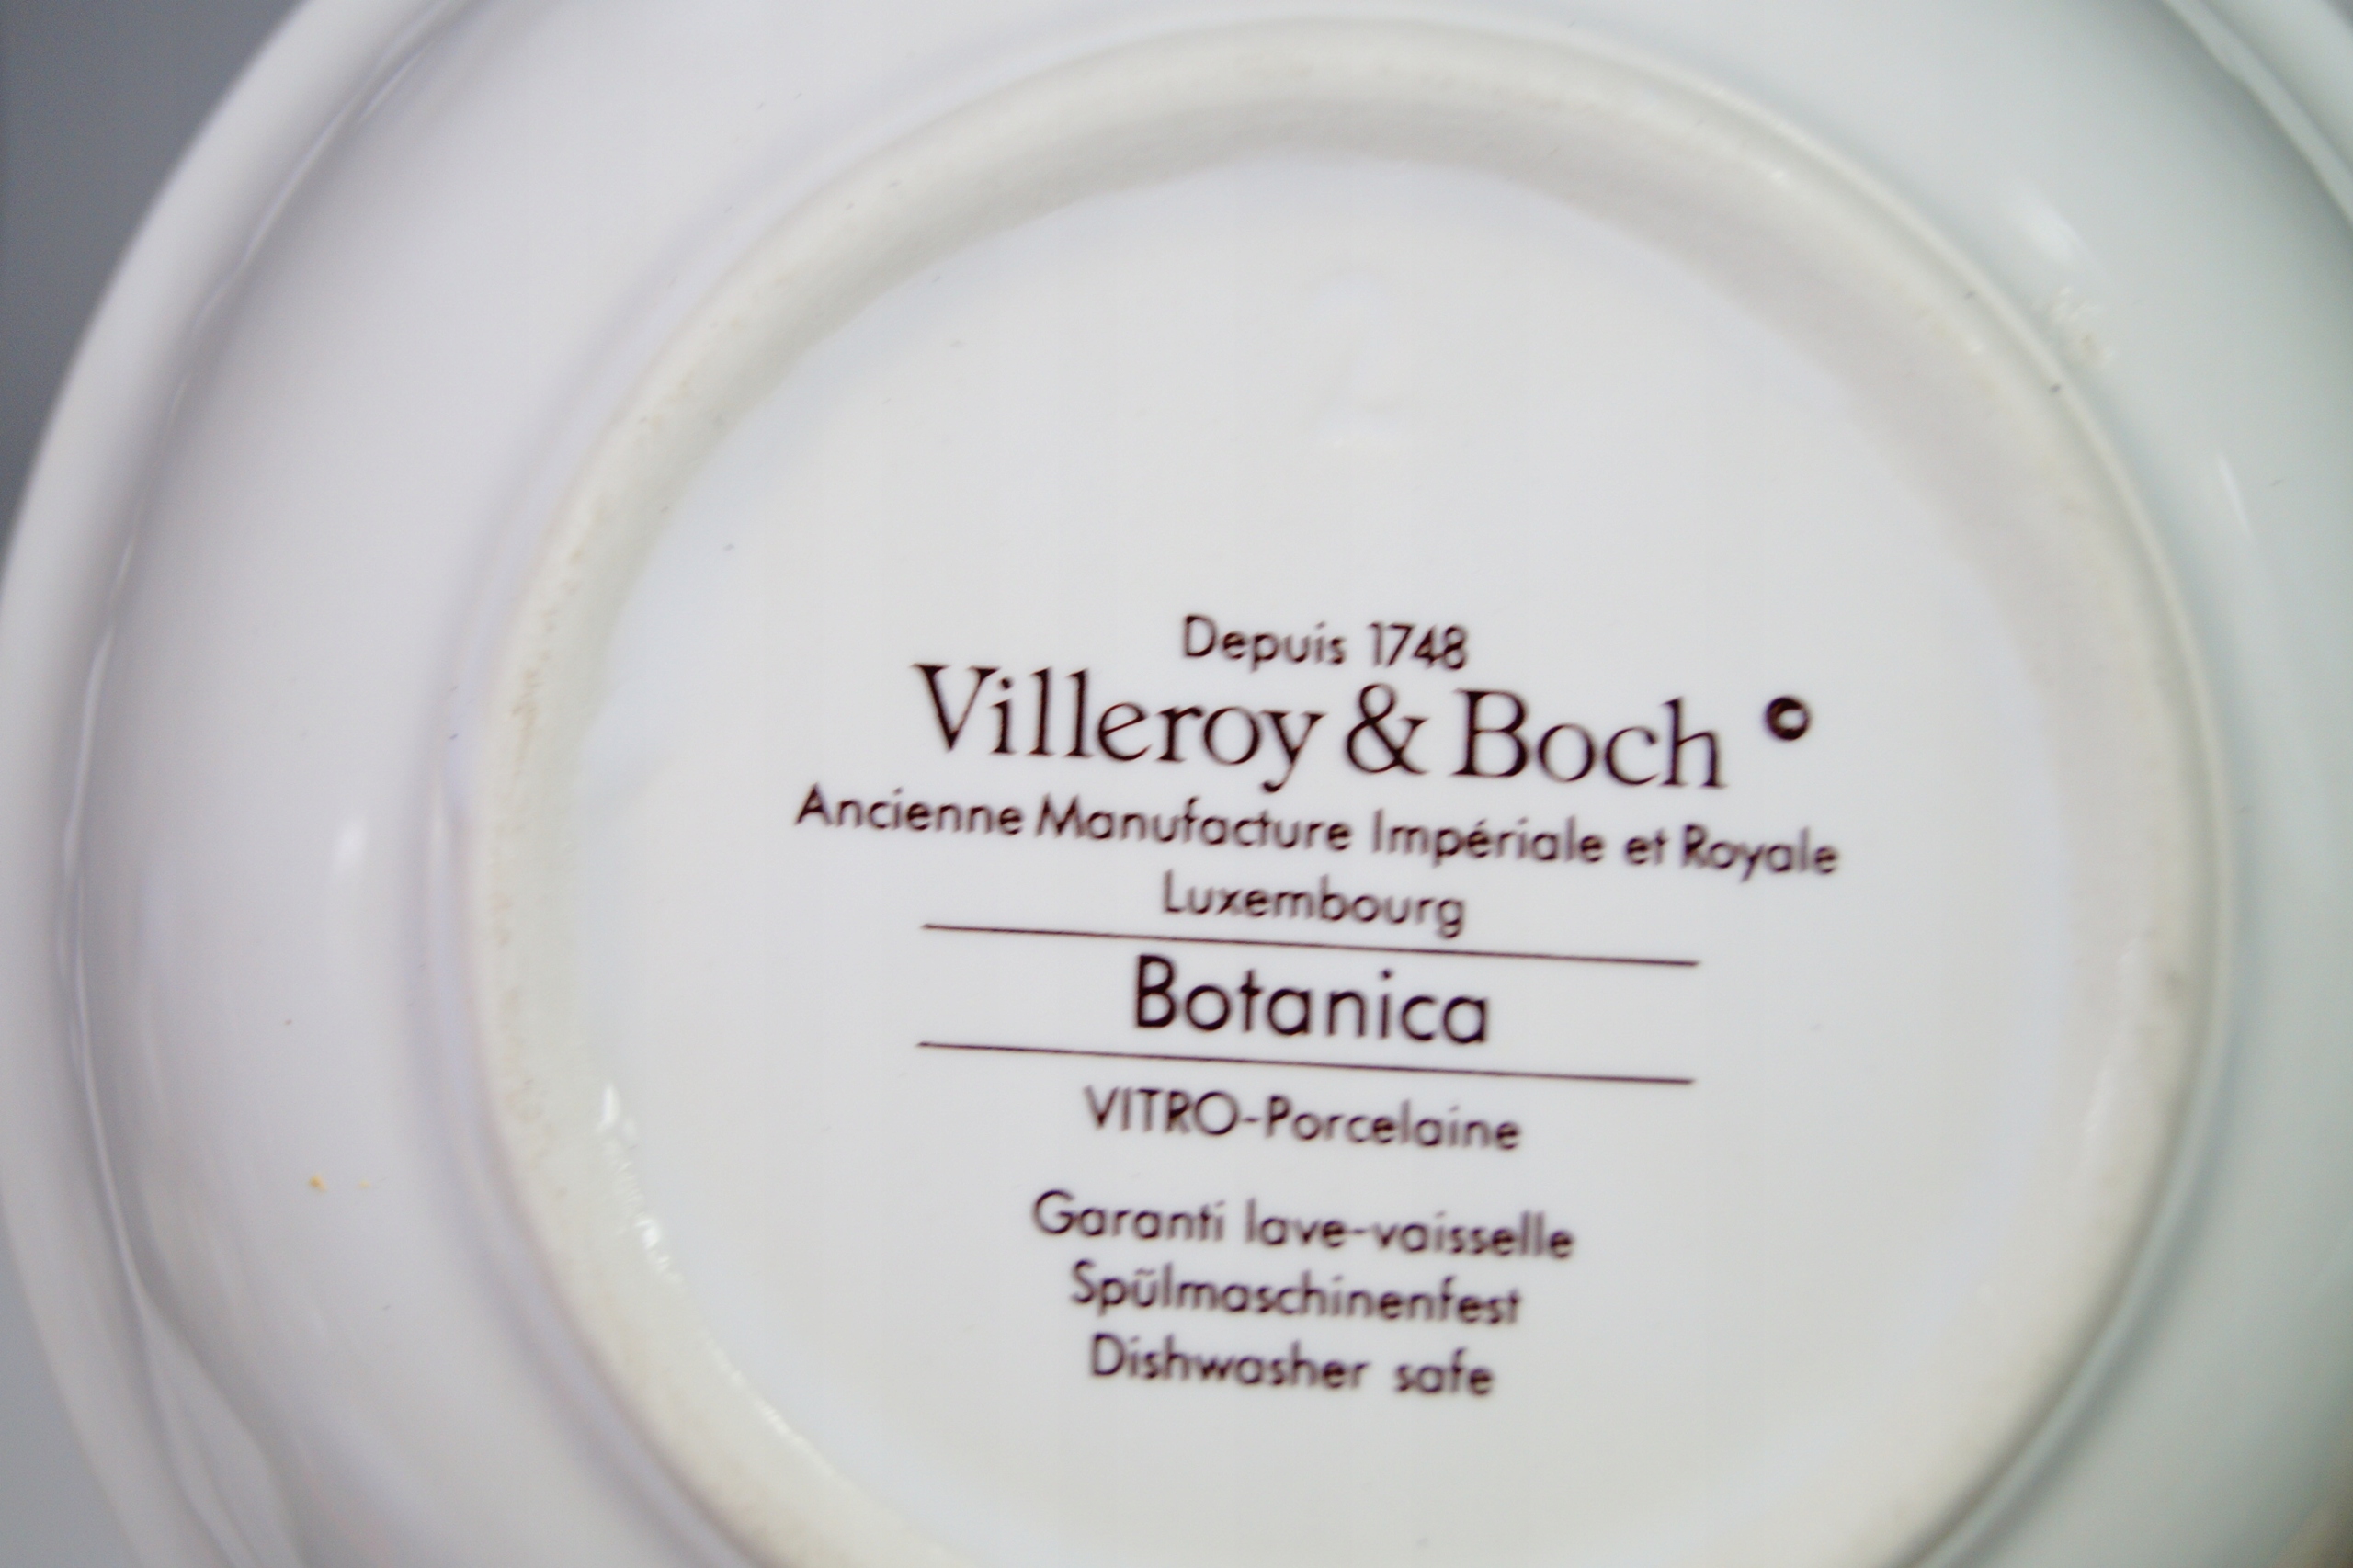 Depuis 1748
Villeroy & Boch ©
Ancienne Manufacture Impériale et Royale
Luxembourg
Botanica
VITRO-Porcelaine
Garanti lave-vaisselle
Spülmaschinenfest
Dishwasher safe